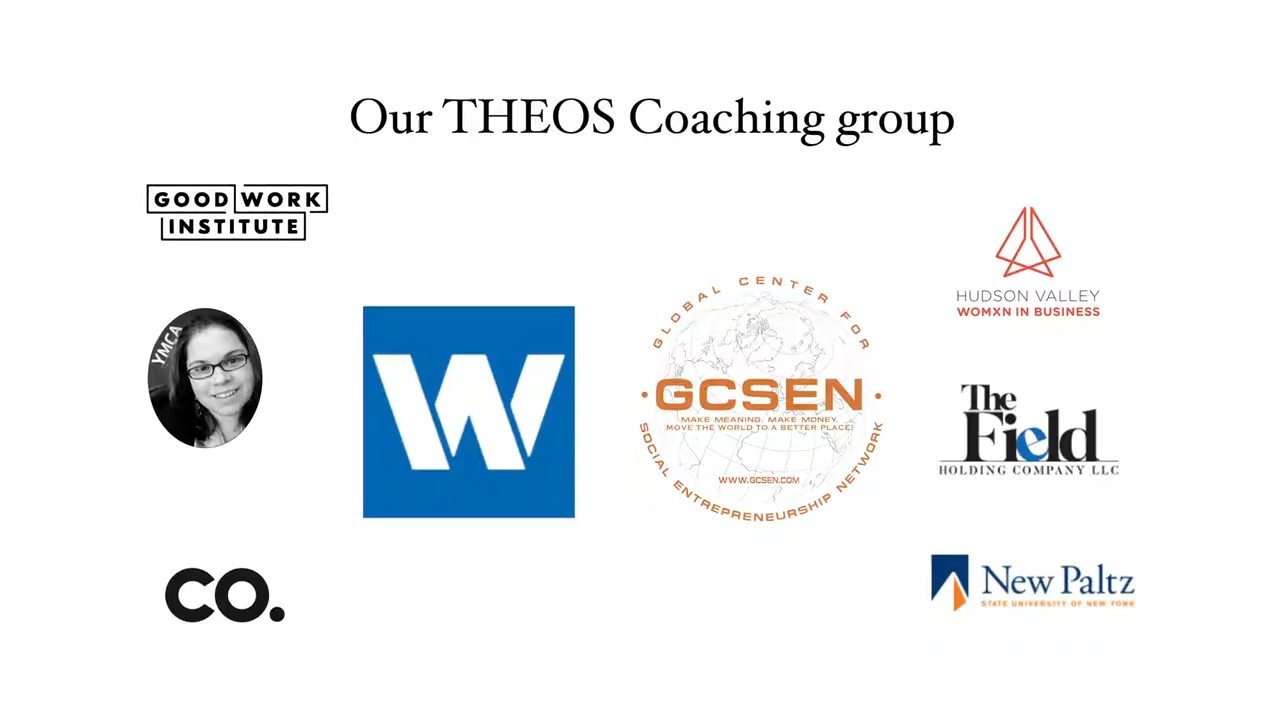 Our THEOS Coaching group
GOOD WORK
INSTITUTE
HUDSON VALLEY
WOMXN IN BUSINESS
YMCA
W
GLOBAL CENTER FOR
GCSEN
MAKE MEANING. MAKE MONEY.
MOVE THE WORLD TO A BETTER PLACE!
WWW.GCSEN.COM
SOCIAL ENTREPRENEURSHIP NETWORK
The
Field
HOLDING COMPANY LLC
CO.
New Paltz
STATE UNIVERSITY OF NEW YORK